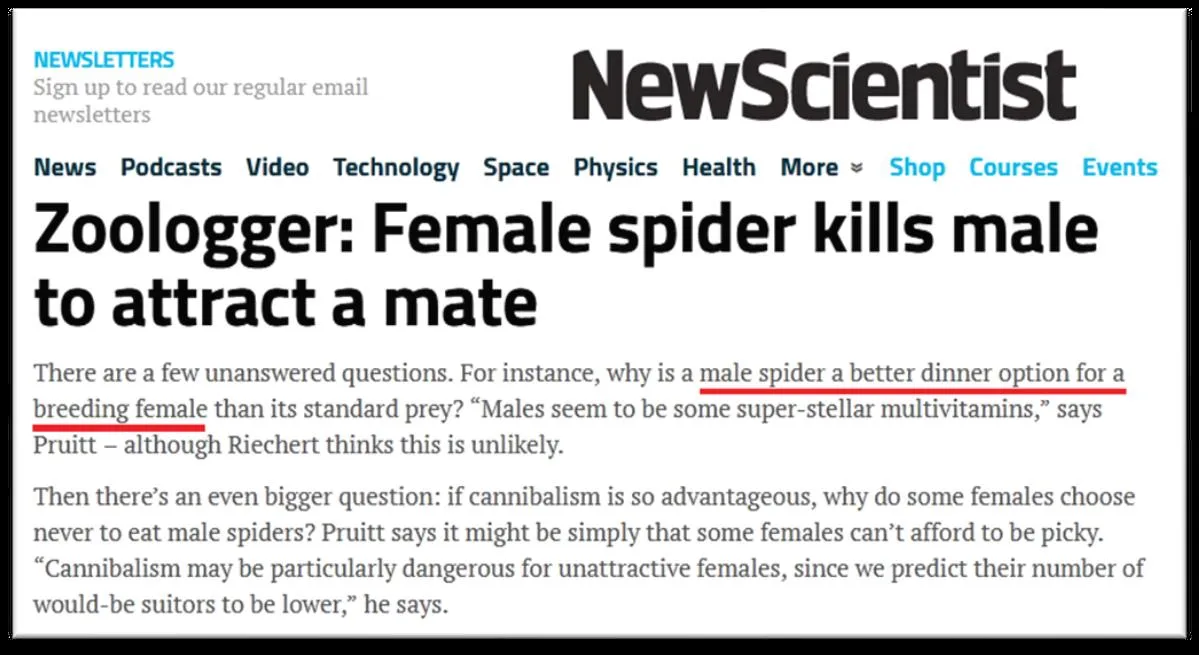 NEWSLETTERS
Sign up to read our regular email
newsletters
NewScientist
News Podcasts Video Technology Space Physics Health More Shop Courses Events
Zoologger: Female spider kills male
to attract a mate
There are a few unanswered questions. For instance, why is a male spider a better dinner option for a
breeding female than its standard prey? “Males seem to be some super-stellar multivitamins,” says
Pruitt – although Riechert thinks this is unlikely.
Then there’s an even bigger question: if cannibalism is so advantageous, why do some females choose
never to eat male spiders? Pruitt says it might be simply that some females can’t afford to be picky.
“Cannibalism may be particularly dangerous for unattractive females, since we predict their number of
would-be suitors to be lower,” he says.